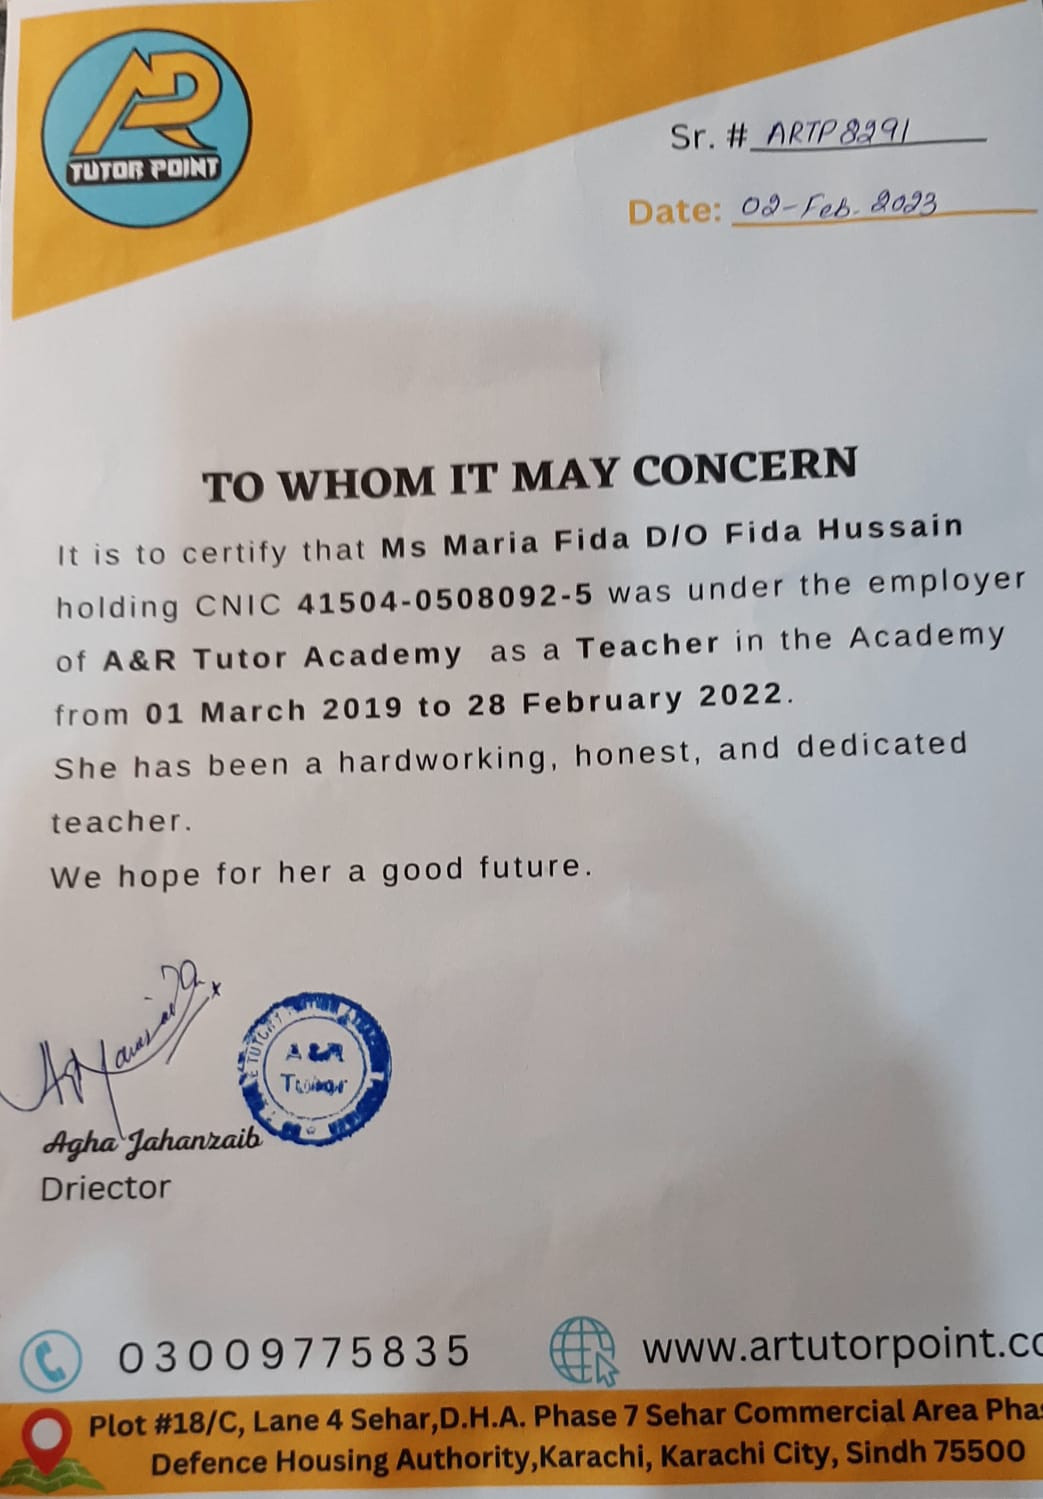 AR
TUTOR POINT
Sr. # ARTP8291
Date: 02-Feb. 2023
TO WHOM IT MAY CONCERN
It is to certify that Ms Maria Fida D/O Fida Hussain
holding CNIC 41504-0508092-5 was under the employer
of A&R Tutor Academy as a Teacher in the Academy
from 01 March 2019 to 28 February 2022.
She has been a hardworking, honest, and dedicated
teacher.
We hope for her a good future.
A&R
Tutor
Agha Jahanzaib
Driector
03009775835
www.artutorpoint.co
Plot #18/C, Lane 4 Sehar,D.H.A. Phase 7 Sehar Commercial Area Phas
Defence Housing Authority,Karachi, Karachi City, Sindh 75500